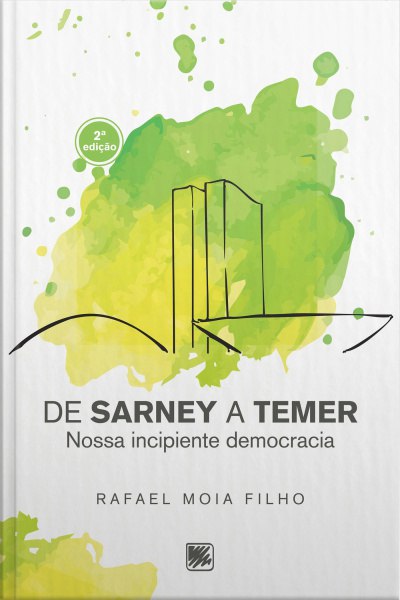 2ª
edição
DE SARNEY A TEMER
Nossa incipiente democracia
RAFAEL MOIA FILHO